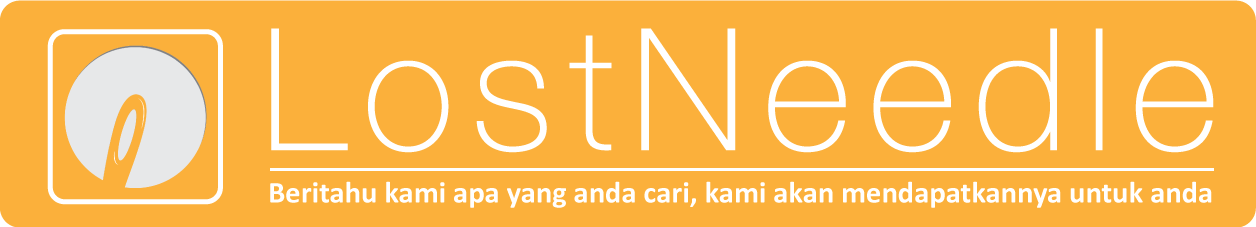 LostNeedle
Beritahu kami apa yang anda cari, kami akan mendapatkannya untuk anda